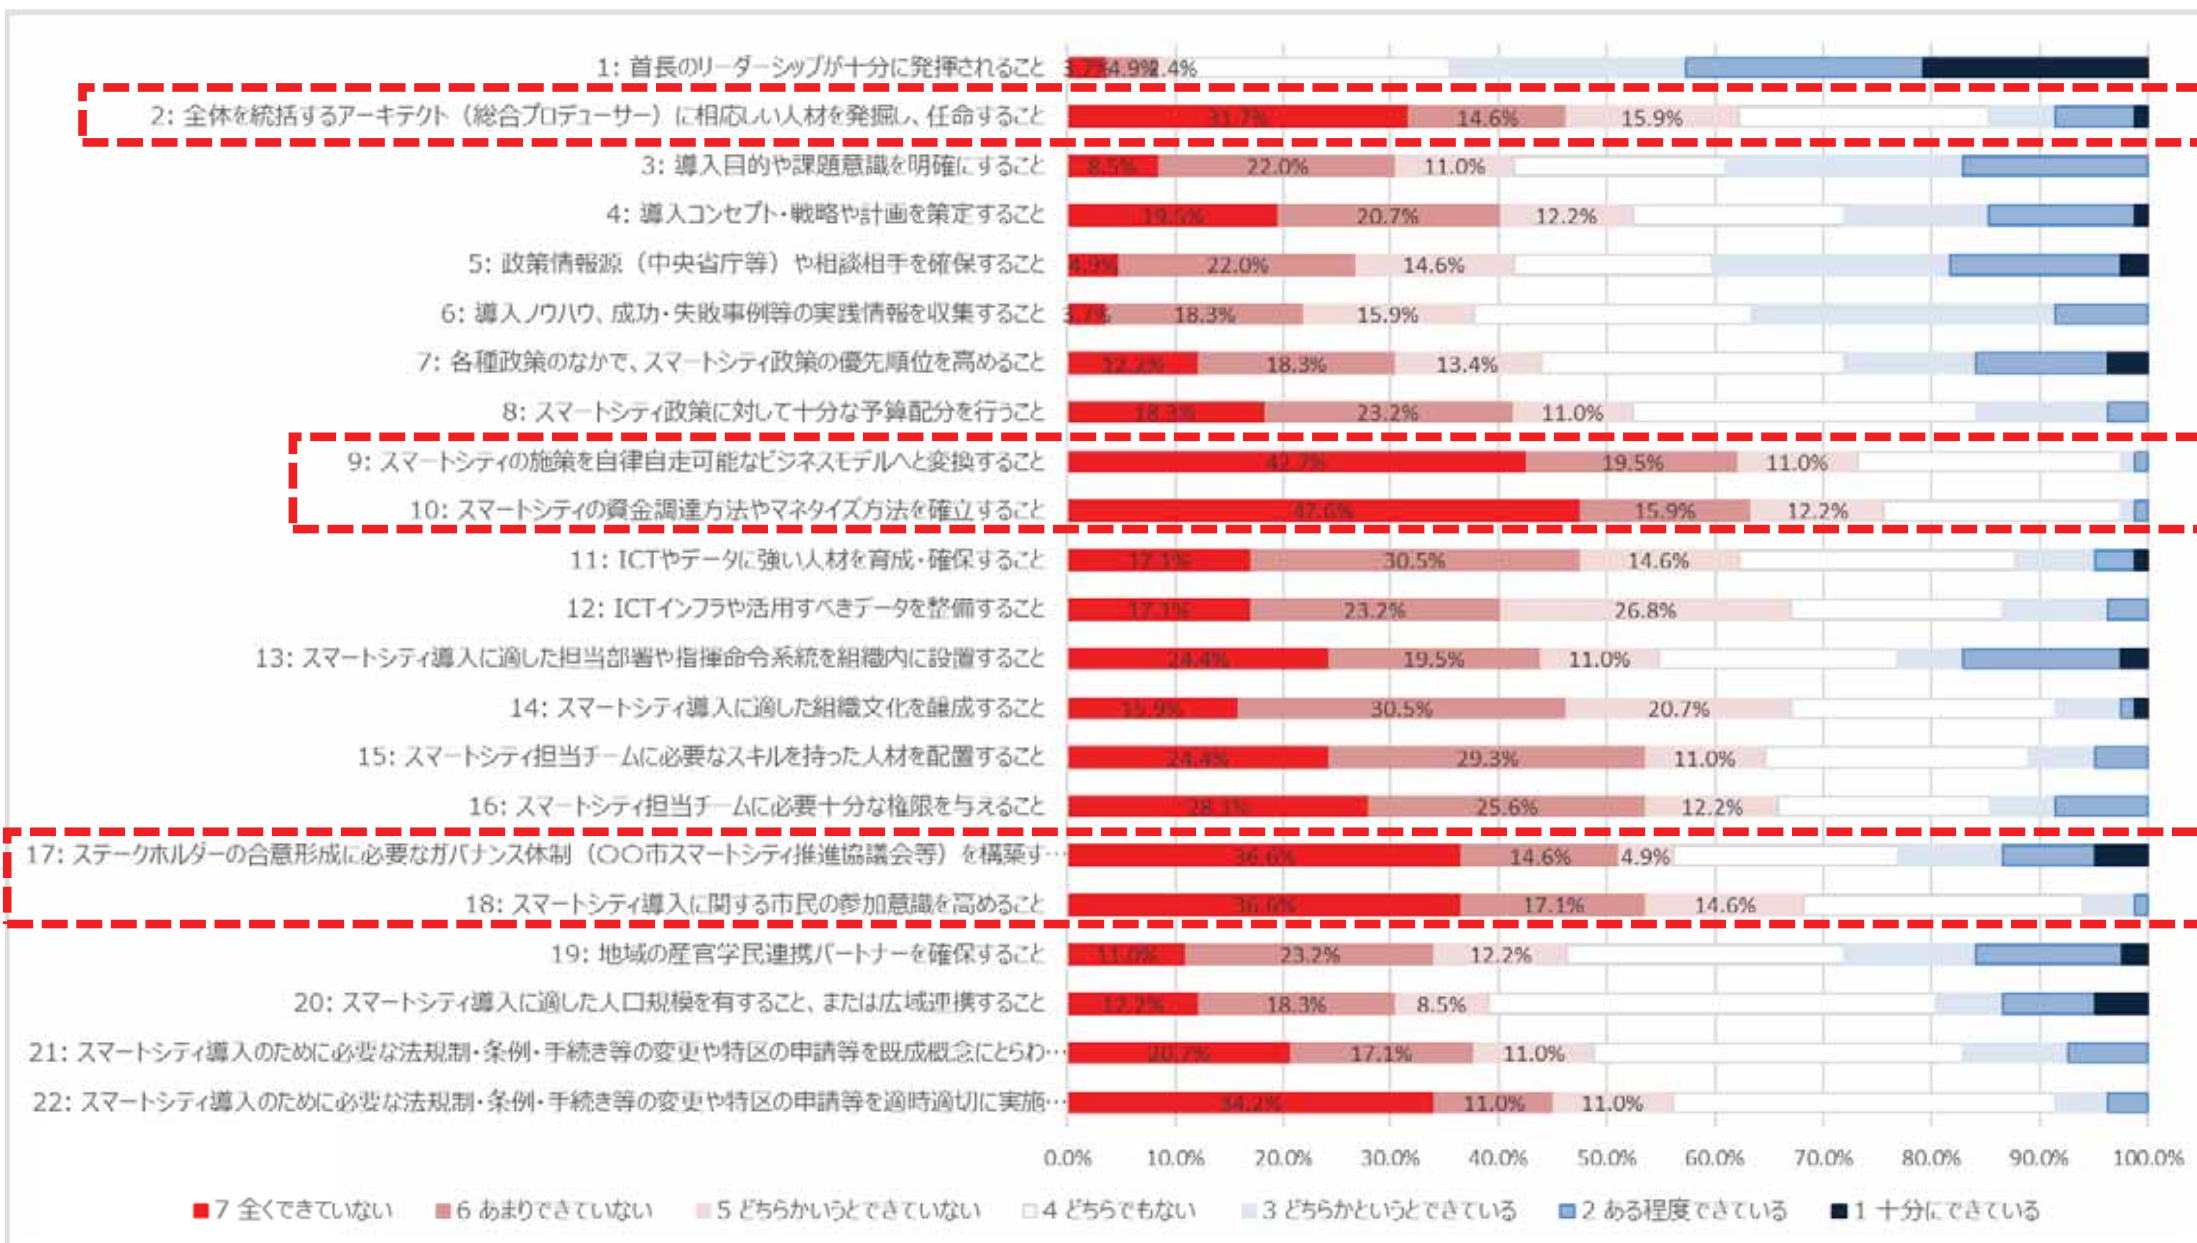 1: 首長のリーダーシップが十分に発揮されること 3.7% 4.9% 2.4%
2: 全体を統括するアーキテクト（総合プロデューサー）に相応しい人材を発掘し、任命すること 31.7% 14.6% 15.9%
3: 導入目的や課題意識を明確にすること 8.5% 22.0% 11.0%
4: 導入コンセプト・戦略や計画を策定すること 19.5% 20.7% 12.2%
5: 政策情報源（中央省庁等）や相談相手を確保すること 4.9% 22.0% 14.6%
6: 導入ノウハウ、成功・失敗事例等の実践情報を収集すること 3.7% 18.3% 15.9%
7: 各種政策のなかで、スマートシティ政策の優先順位を高めること 12.2% 18.3% 13.4%
8: スマートシティ政策に対して十分な予算配分を行うこと 18.3% 23.2% 11.0%
9: スマートシティの施策を自律自走可能なビジネスモデルへと変換すること 42.7% 19.5% 11.0%
10: スマートシティの資金調達方法やマネタイズ方法を確立すること 47.6% 15.9% 12.2%
11: ICTやデータに強い人材を育成・確保すること 17.1% 30.5% 14.6%
12: ICTインフラや活用すべきデータを整備すること 17.1% 23.2% 26.8%
13: スマートシティ導入に適した担当部署や指揮命令系統を組織内に設置すること 24.4% 19.5% 11.0%
14: スマートシティ導入に適した組織文化を醸成すること 15.9% 30.5% 20.7%
15: スマートシティ担当チームに必要なスキルを持った人材を配置すること 24.4% 29.3% 11.0%
16: スマートシティ担当チームに必要十分な権限を与えること 28.1% 25.6% 12.2%
17: ステークホルダーの合意形成に必要なガバナンス体制（〇〇市スマートシティ推進協議会等）を構築す… 36.6% 14.6% 4.9%
18: スマートシティ導入に関する市民の参加意識を高めること 36.6% 17.1% 14.6%
19: 地域の産官学民連携パートナーを確保すること 11.0% 23.2% 12.2%
20: スマートシティ導入に適した人口規模を有すること、または広域連携すること 12.2% 18.3% 8.5%
21: スマートシティ導入のために必要な法規制・条例・手続き等の変更や特区の申請等を既成概念にとらわ… 20.7% 17.1% 11.0%
22: スマートシティ導入のために必要な法規制・条例・手続き等の変更や特区の申請等を適時適切に実施… 34.2% 11.0% 11.0%
0.0% 10.0% 20.0% 30.0% 40.0% 50.0% 60.0% 70.0% 80.0% 90.0% 100.0%
7 全くできていない 6 あまりできていない 5 どちらかいうとできていない 4 どちらでもない 3 どちらかというとできている 2 ある程度できている 1 十分にできている